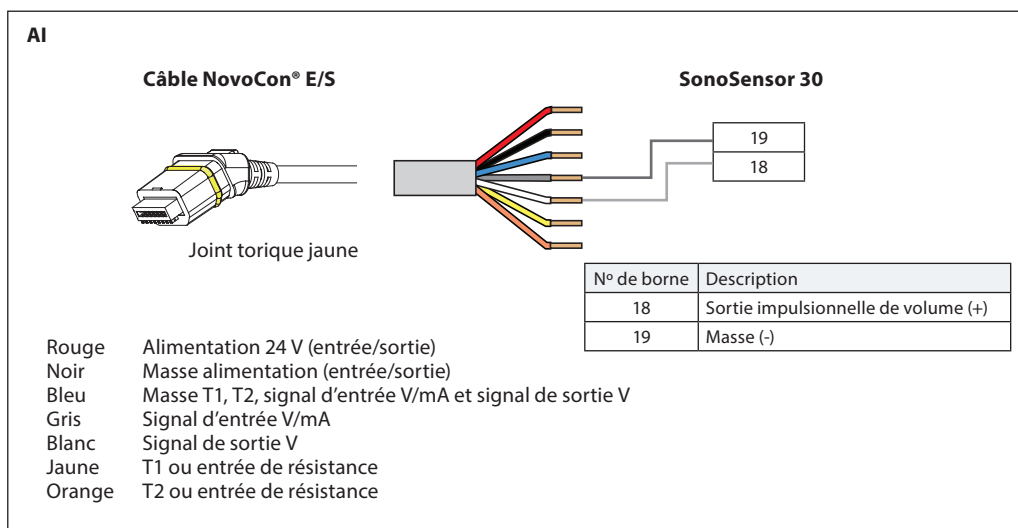 AI
Câble NovoCon® E/S
SonoSensor 30
19
18
Joint torique jaune
Nº de borne Description
18 Sortie impulsionnelle de volume (+)
19 Masse (-)
Rouge Alimentation 24 V (entrée/sortie)
Noir Masse alimentation (entrée/sortie)
Bleu Masse T1, T2, signal d’entrée V/mA et signal de sortie V
Gris Signal d’entrée V/mA
Blanc Signal de sortie V
Jaune T1 ou entrée de résistance
Orange T2 ou entrée de résistance